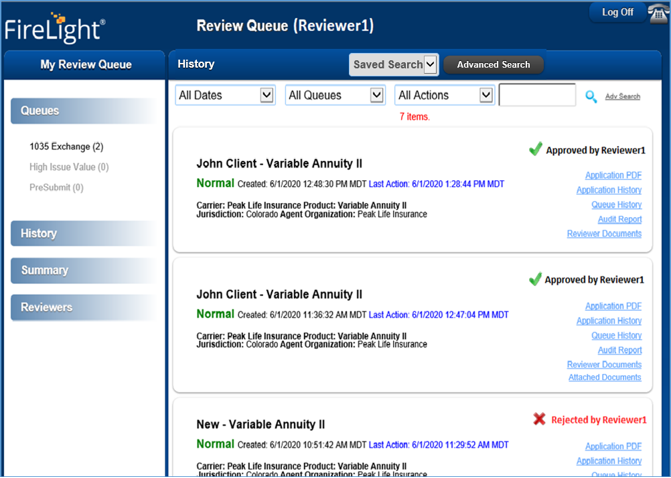 FireLight®
Review Queue (Reviewer1)
Log Off
My Review Queue
History
Saved Search
Advanced Search
Queues
1035 Exchange (2)
High Issue Value (0)
PreSubmit (0)
History
Summary
Reviewers
All Dates
All Queues
All Actions
Adv Search
7 items.
John Client - Variable Annuity II
Approved by Reviewer1
Normal Created: 6/1/2020 12:48:30 PM MDT Last Action: 6/1/2020 1:28:44 PM MDT
Carrier: Peak Life Insurance Product: Variable Annuity II
Jurisdiction: Colorado Agent Organization: Peak Life Insurance
Application PDF
Application History
Queue History
Audit Report
Reviewer Documents
John Client - Variable Annuity II
Approved by Reviewer1
Normal Created: 6/1/2020 11:36:32 AM MDT Last Action: 6/1/2020 12:47:04 PM MDT
Carrier: Peak Life Insurance Product: Variable Annuity II
Jurisdiction: Colorado Agent Organization: Peak Life Insurance
Application PDF
Application History
Queue History
Audit Report
Reviewer Documents
Attached Documents
New - Variable Annuity II
Rejected by Reviewer1
Normal Created: 6/1/2020 10:51:42 AM MDT Last Action: 6/1/2020 11:29:52 AM MDT
Carrier: Peak Life Insurance Product: Variable Annuity II
Jurisdiction: Colorado Agent Organization: Peak Life Insurance
Application PDF
Application History
Queue History